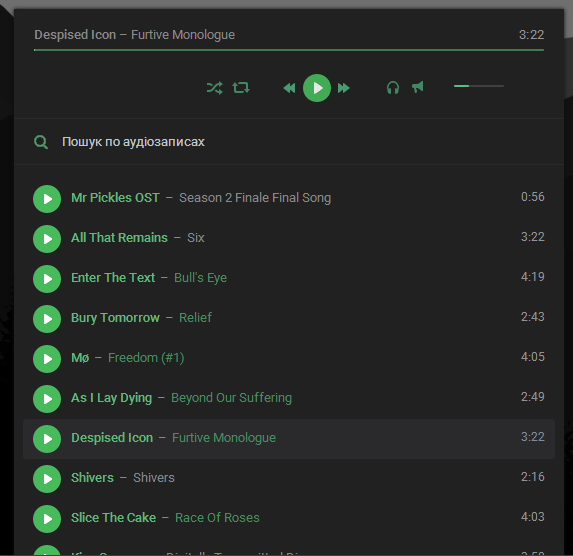 Despised Icon – Furtive Monologue 3:22
Пошук по аудіозаписах
Mr Pickles OST – Season 2 Finale Final Song 0:56
All That Remains – Six 3:22
Enter The Text – Bull's Eye 4:19
Bury Tomorrow – Relief 2:43
Mø – Freedom (#1) 4:05
As I Lay Dying – Beyond Our Suffering 2:49
Despised Icon – Furtive Monologue 3:22
Shivers – Shivers 2:16
Slice The Cake – Race Of Roses 4:03